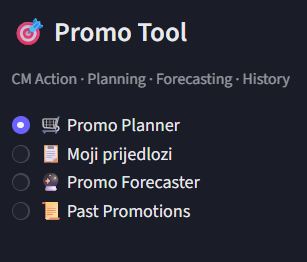 Promo Tool
CM Action · Planning · Forecasting · History
Promo Planner
Moji prijedlozi
Promo Forecaster
Past Promotions